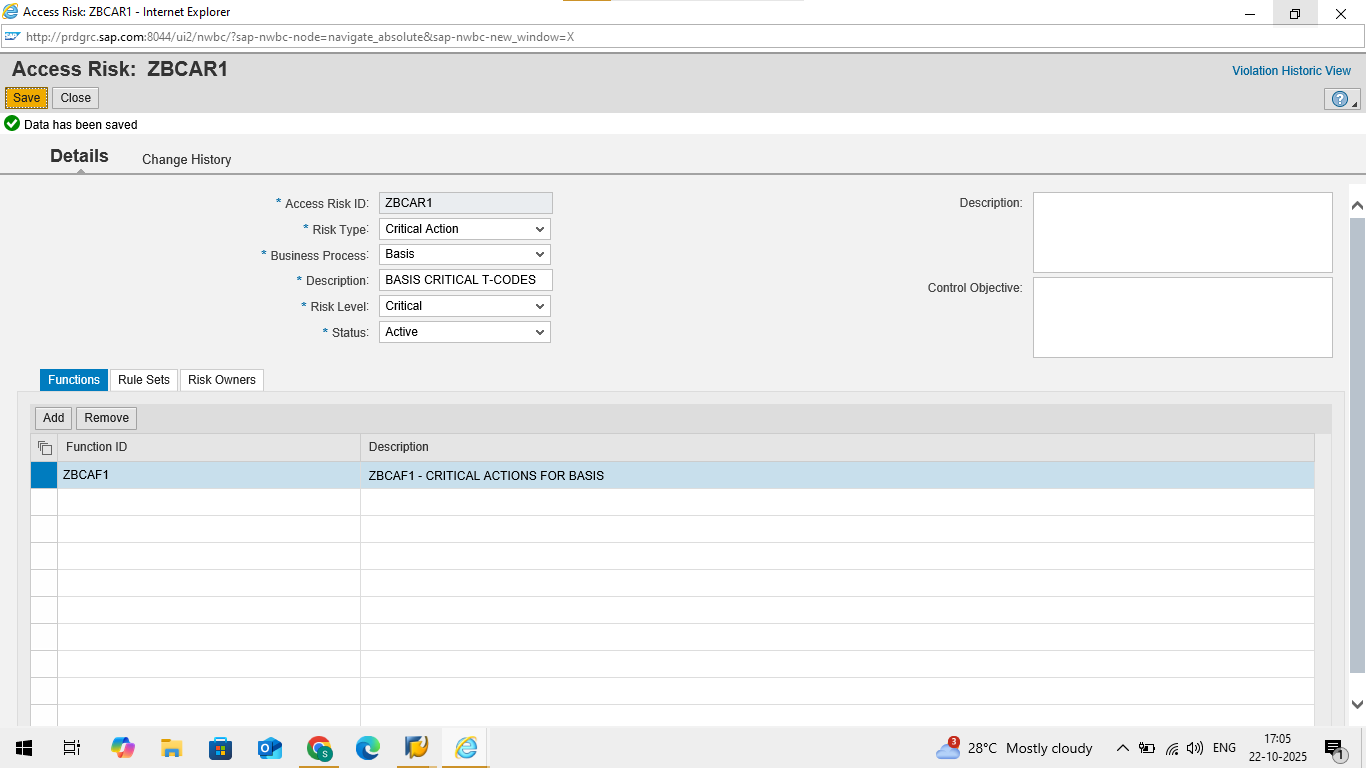 Access Risk: ZBCAR1 - Internet Explorer
SAP http://prdgrc.sap.com:8044/ui2/nwbc/?sap-nwbc-node=navigate_absolute&sap-nwbc-new_window=X
Access Risk: ZBCAR1
Violation Historic View
Save Close
Data has been saved
Details Change History
* Access Risk ID: ZBCAR1
* Risk Type: Critical Action
* Business Process: Basis
* Description: BASIS CRITICAL T-CODES
* Risk Level: Critical
* Status: Active
Description:
Control Objective:
Functions Rule Sets Risk Owners
Add Remove
Function ID Description
ZBCAF1 ZBCAF1 - CRITICAL ACTIONS FOR BASIS
3 28°C Mostly cloudy ENG 17:05
22-10-2025 1